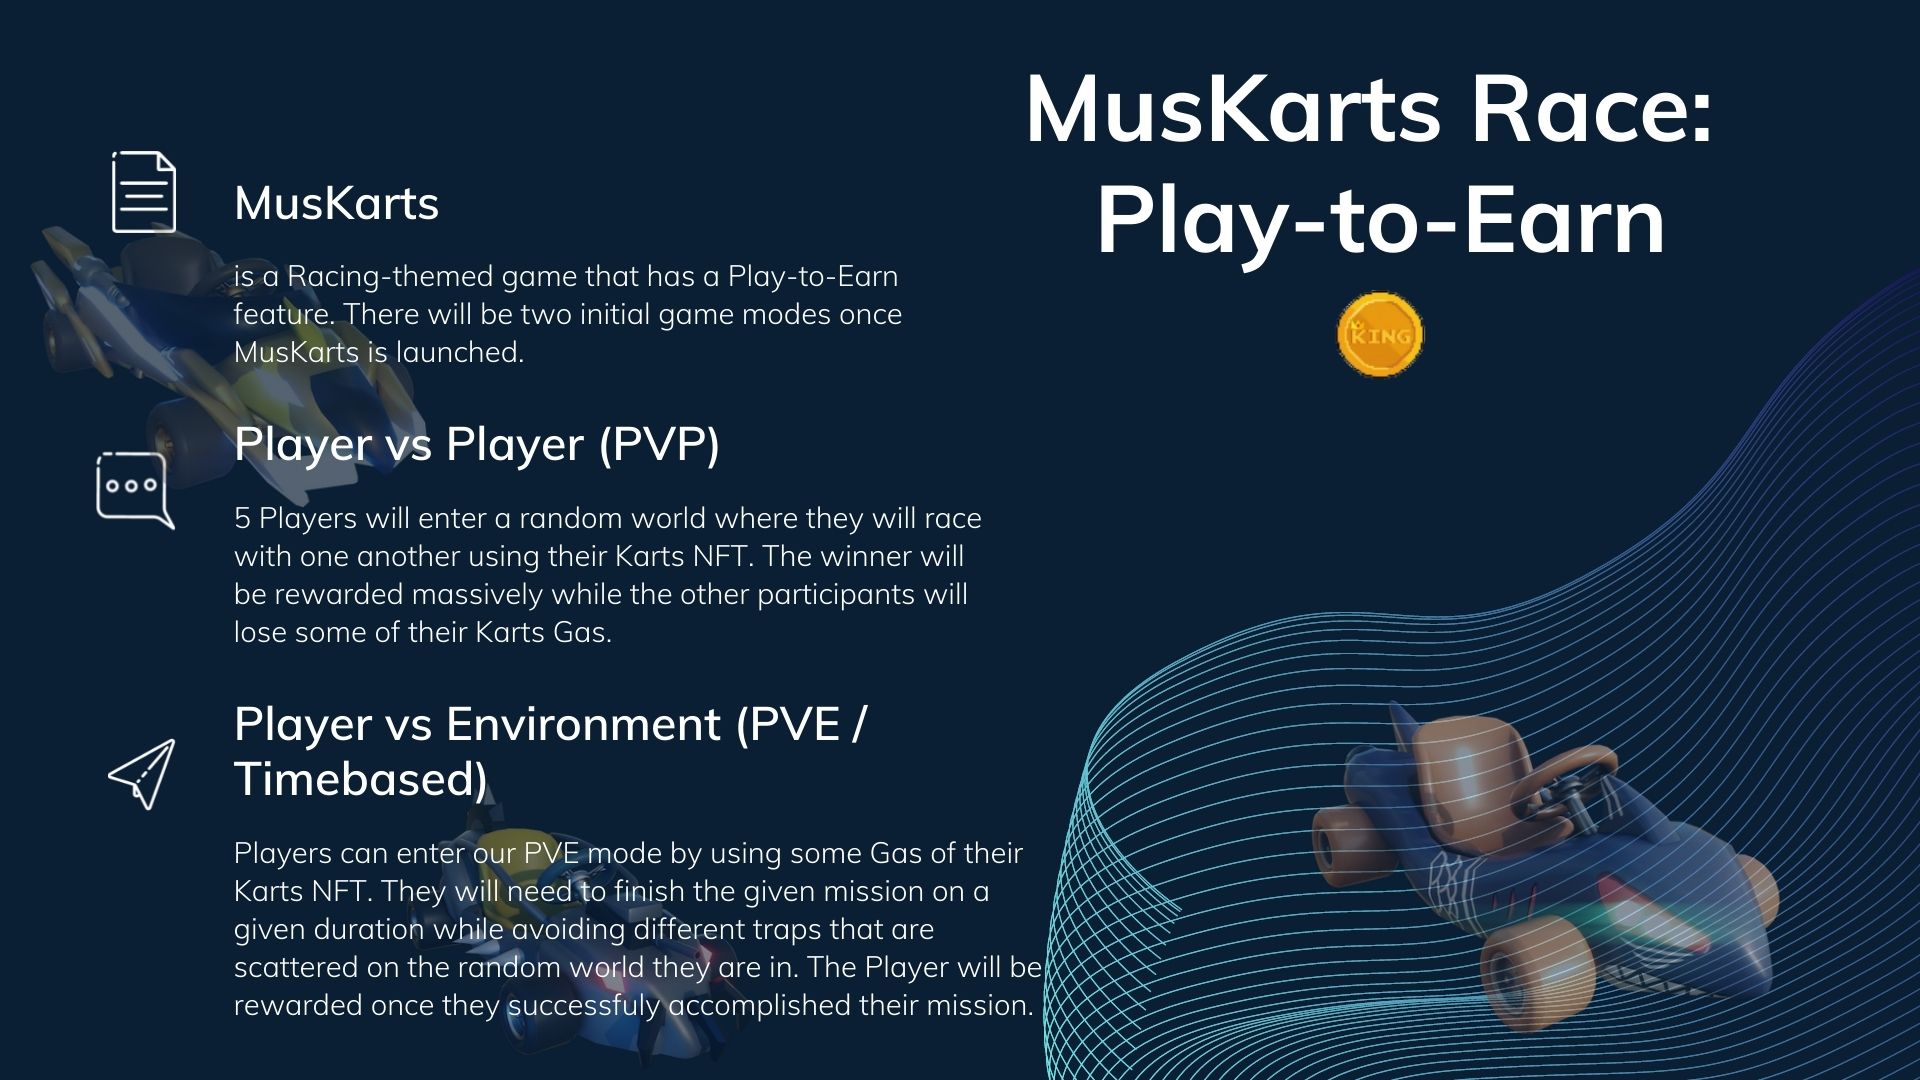 MusKarts Race:
Play-to-Earn
KING
MusKarts
is a Racing-themed game that has a Play-to-Earn
feature. There will be two initial game modes once
MusKarts is launched.
Player vs Player (PVP)
5 Players will enter a random world where they will race
with one another using their Karts NFT. The winner will
be rewarded massively while the other participants will
lose some of their Karts Gas.
Player vs Environment (PVE /
Timebased)
Players can enter our PVE mode by using some Gas of their
Karts NFT. They will need to finish the given mission on a
given duration while avoiding different traps that are
scattered on the random world they are in. The Player will be
rewarded once they successfuly accomplished their mission.